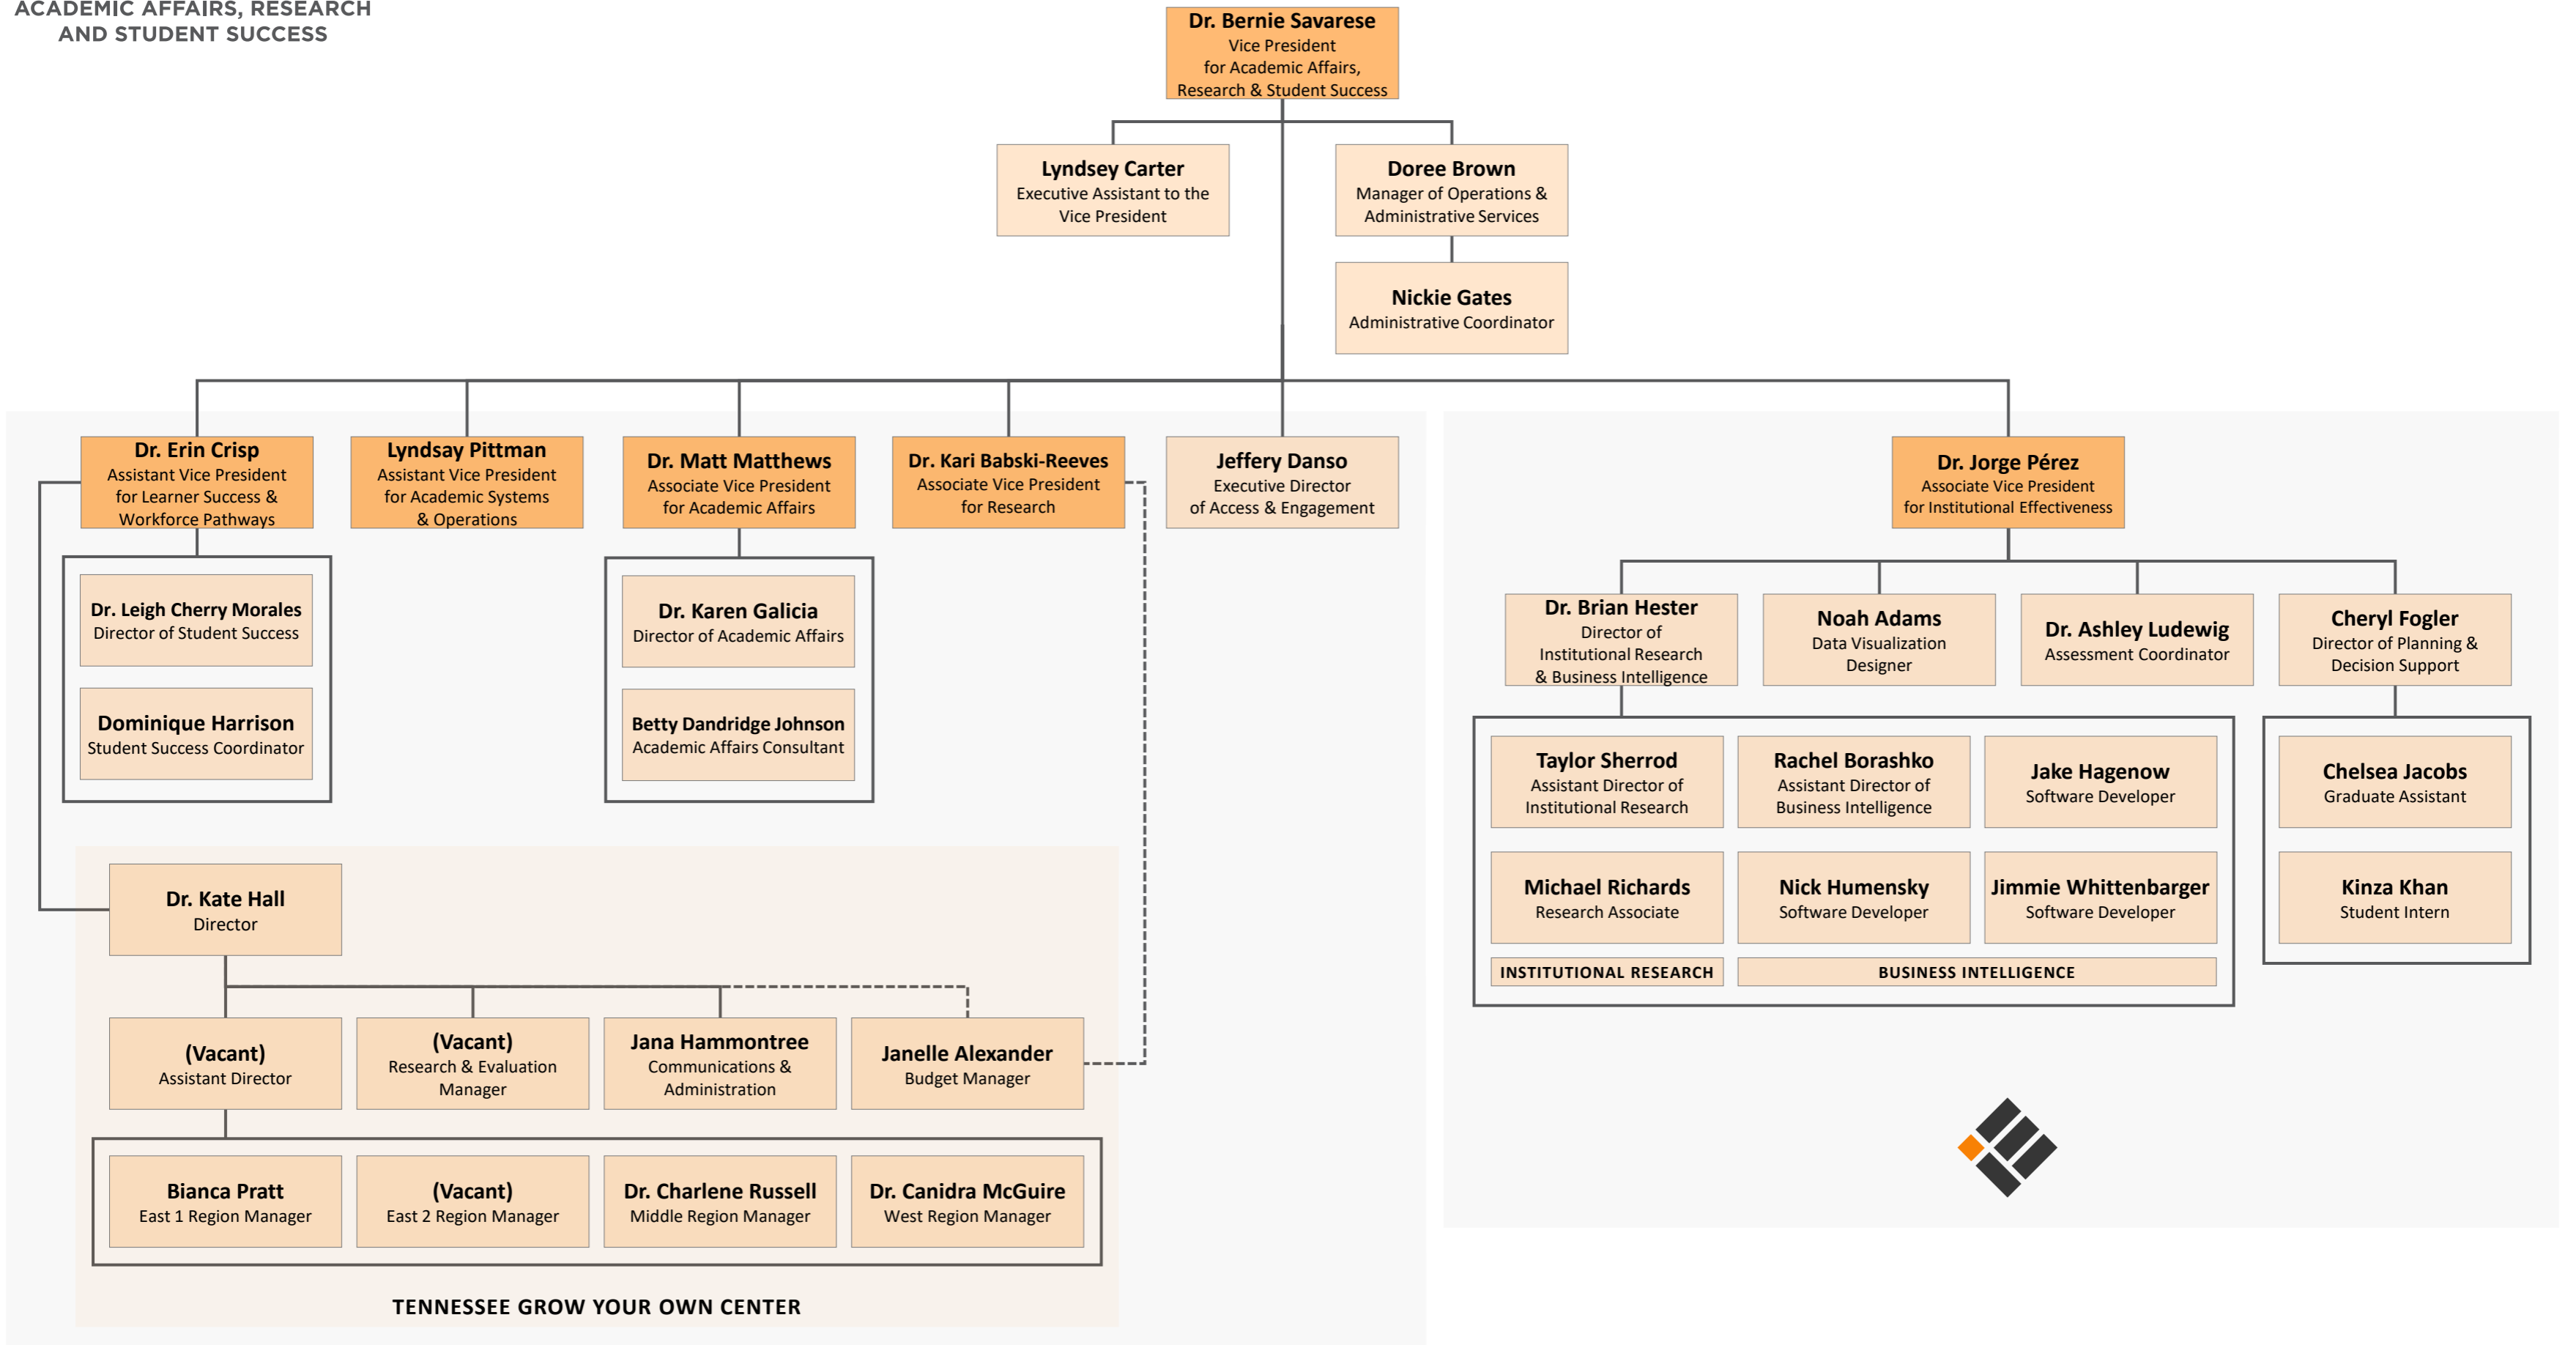 ACADEMIC AFFAIRS, RESEARCH
AND STUDENT SUCCESS
Dr. Bernie Savarese
Vice President
for Academic Affairs,
Research & Student Success
Lyndsey Carter
Executive Assistant to the
Vice President
Doree Brown
Manager of Operations &
Administrative Services
Nickie Gates
Administrative Coordinator
Dr. Erin Crisp
Assistant Vice President
for Learner Success &
Workforce Pathways
Lyndsay Pittman
Assistant Vice President
for Academic Systems
& Operations
Dr. Matt Matthews
Associate Vice President
for Academic Affairs
Dr. Kari Babski-Reeves
Associate Vice President
for Research
Jeffery Danso
Executive Director
of Access & Engagement
Dr. Jorge Pérez
Associate Vice President
for Institutional Effectiveness
Dr. Leigh Cherry Morales
Director of Student Success
Dominique Harrison
Student Success Coordinator
Dr. Karen Galicia
Director of Academic Affairs
Betty Dandridge Johnson
Academic Affairs Consultant
Dr. Brian Hester
Director of
Institutional Research
& Business Intelligence
Noah Adams
Data Visualization
Designer
Dr. Ashley Ludewig
Assessment Coordinator
Cheryl Fogler
Director of Planning &
Decision Support
Taylor Sherrod
Assistant Director of
Institutional Research
Rachel Borashko
Assistant Director of
Business Intelligence
Jake Hagenow
Software Developer
Chelsea Jacobs
Graduate Assistant
Michael Richards
Research Associate
Nick Humensky
Software Developer
Jimmie Whittenbarger
Software Developer
Kinza Khan
Student Intern
INSTITUTIONAL RESEARCH
BUSINESS INTELLIGENCE
Dr. Kate Hall
Director
(Vacant)
Assistant Director
(Vacant)
Research & Evaluation
Manager
Jana Hammontree
Communications &
Administration
Janelle Alexander
Budget Manager
Bianca Pratt
East 1 Region Manager
(Vacant)
East 2 Region Manager
Dr. Charlene Russell
Middle Region Manager
Dr. Canidra McGuire
West Region Manager
TENNESSEE GROW YOUR OWN CENTER